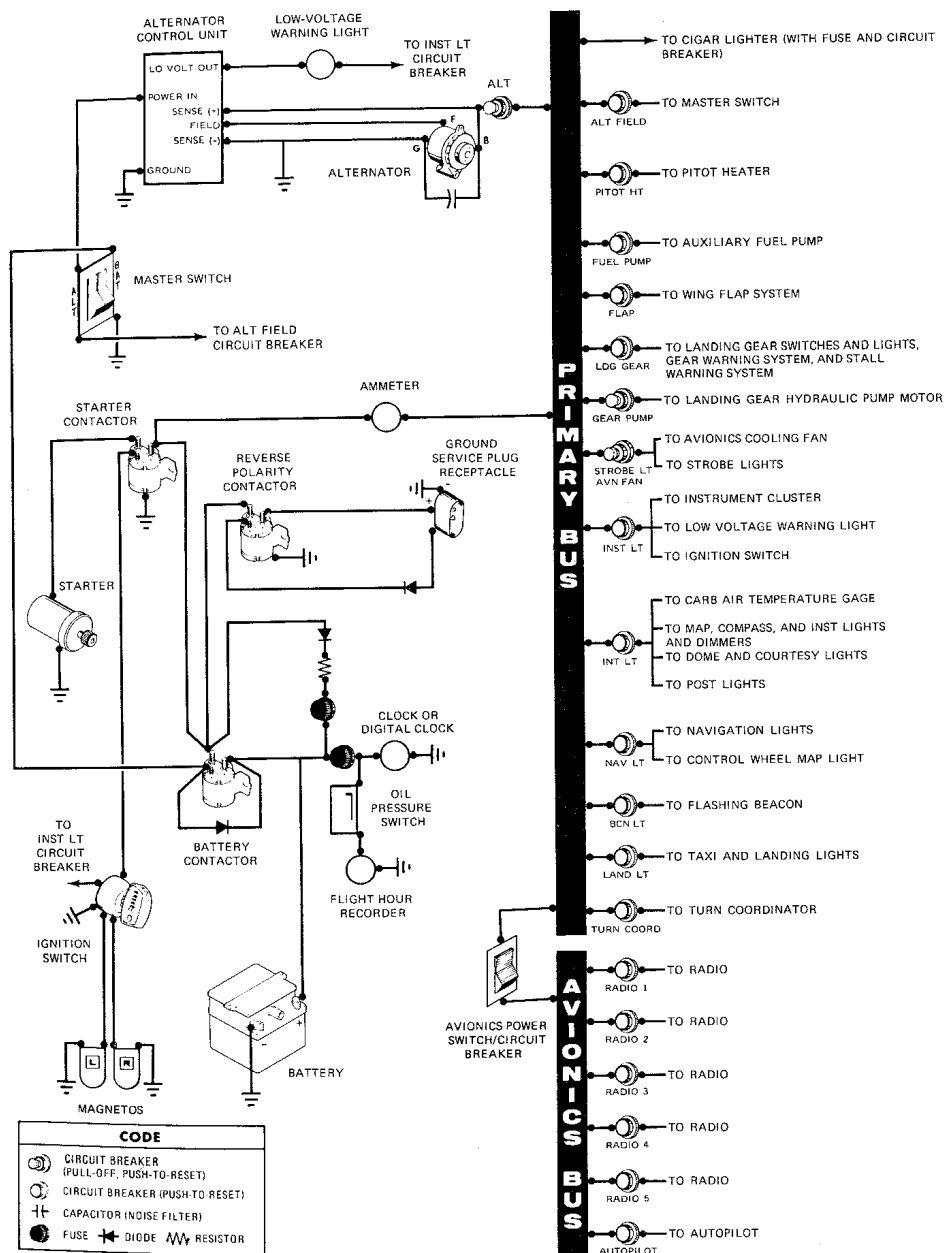 ALTERNATOR
CONTROL UNIT
LOW-VOLTAGE
WARNING LIGHT
TO INST LT
CIRCUIT
BREAKER
LO VOLT OUT
POWER IN
SENSE (+)
FIELD
SENSE (-)
GROUND
ALT
F
G
B
ALTERNATOR
BAT
ALT
MASTER SWITCH
TO ALT FIELD
CIRCUIT BREAKER
STARTER
CONTACTOR
AMMETER
REVERSE
POLARITY
CONTACTOR
GROUND
SERVICE PLUG
RECEPTACLE
-
+
STARTER
CLOCK OR
DIGITAL CLOCK
OIL
PRESSURE
SWITCH
BATTERY
CONTACTOR
FLIGHT HOUR
RECORDER
TO
INST LT
CIRCUIT
BREAKER
IGNITION
SWITCH
L
R
MAGNETOS
-
+
BATTERY
AVIONICS POWER
SWITCH/CIRCUIT
BREAKER
PRIMARY BUS
TO CIGAR LIGHTER (WITH FUSE AND CIRCUIT
BREAKER)
TO MASTER SWITCH
ALT FIELD
TO PITOT HEATER
PITOT HT
TO AUXILIARY FUEL PUMP
FUEL PUMP
TO WING FLAP SYSTEM
FLAP
TO LANDING GEAR SWITCHES AND LIGHTS,
GEAR WARNING SYSTEM, AND STALL
WARNING SYSTEM
LDG GEAR
TO LANDING GEAR HYDRAULIC PUMP MOTOR
GEAR PUMP
TO AVIONICS COOLING FAN
TO STROBE LIGHTS
STROBE LT
AVN FAN
TO INSTRUMENT CLUSTER
TO LOW VOLTAGE WARNING LIGHT
INST LT
TO IGNITION SWITCH
TO CARB AIR TEMPERATURE GAGE
TO MAP, COMPASS, AND INST LIGHTS
AND DIMMERS
TO DOME AND COURTESY LIGHTS
INT LT
TO POST LIGHTS
TO NAVIGATION LIGHTS
TO CONTROL WHEEL MAP LIGHT
NAV LT
TO FLASHING BEACON
BCN LT
TO TAXI AND LANDING LIGHTS
LAND LT
TO TURN COORDINATOR
TURN COORD
AVIONICS BUS
TO RADIO
RADIO 1
TO RADIO
RADIO 2
TO RADIO
RADIO 3
TO RADIO
RADIO 4
TO RADIO
RADIO 5
TO AUTOPILOT
AUTOPILOT
CODE
CIRCUIT BREAKER
(PULL-OFF, PUSH-TO-RESET)
CIRCUIT BREAKER (PUSH-TO-RESET)
CAPACITOR (NOISE FILTER)
FUSE
DIODE
RESISTOR